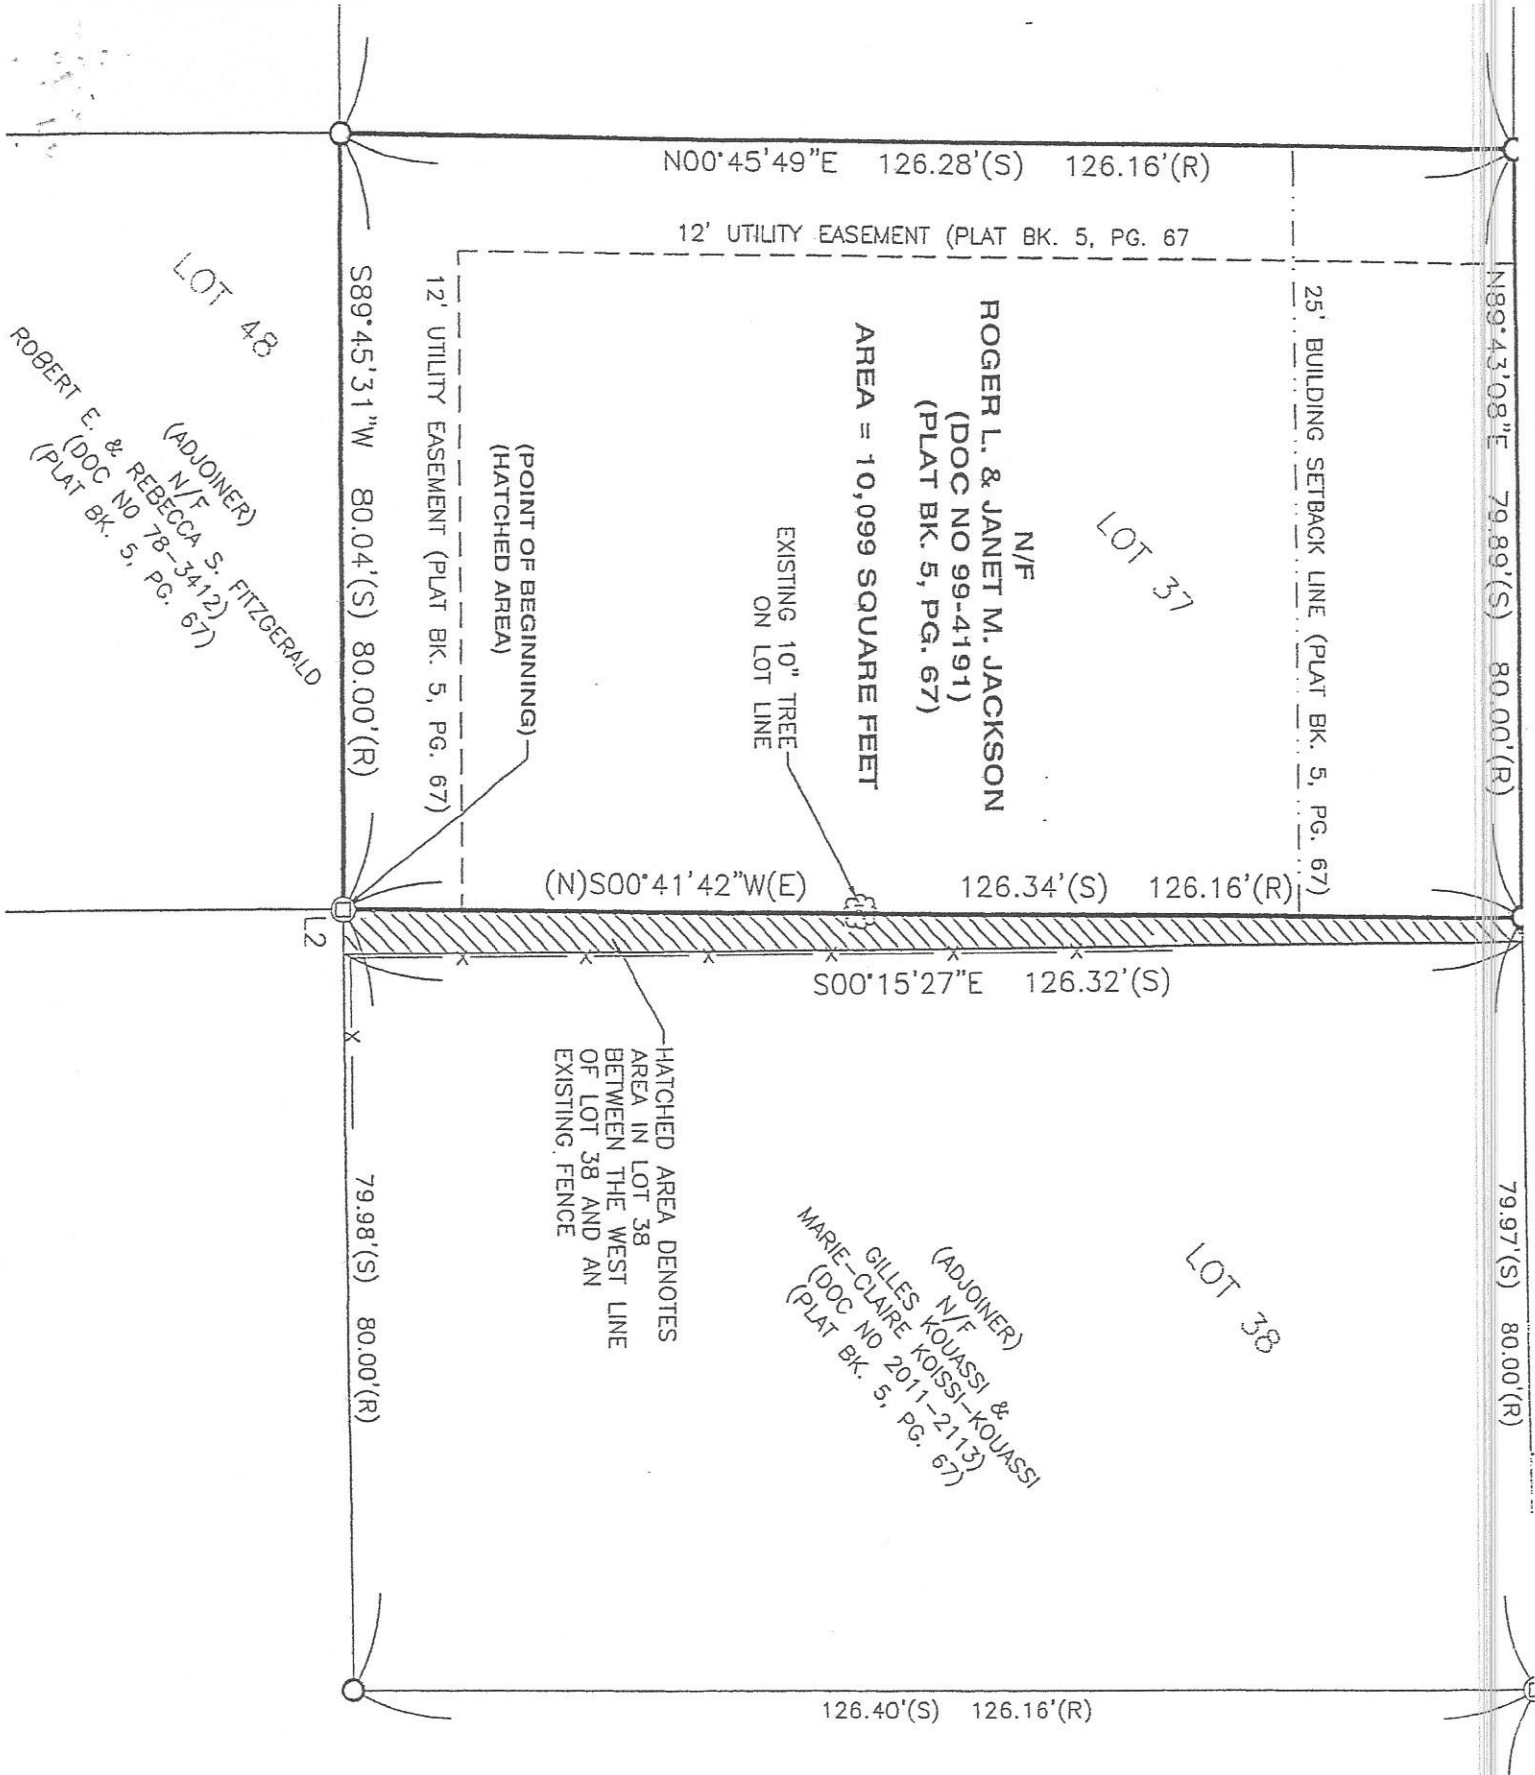 N00°45'49"E 126.28'(S) 126.16'(R)
12' UTILITY EASEMENT (PLAT BK. 5, PG. 67
N89°43'08"E 79.89'(S) 80.00'(R)
25' BUILDING SETBACK LINE (PLAT BK. 5, PG. 67)
LOT 37
N/F
ROGER L. & JANET M. JACKSON
(DOC NO 99-4191)
(PLAT BK. 5, PG. 67)
AREA = 10,099 SQUARE FEET
EXISTING 10" TREE
ON LOT LINE
(POINT OF BEGINNING)
(HATCHED AREA)
12' UTILITY EASEMENT (PLAT BK. 5, PG. 67)
S89°45'31"W 80.04'(S) 80.00'(R)
LOT 48
(ADJOINER)
N/F
ROBERT E. & REBECCA S. FITZGERALD
(DOC NO 78-3412)
(PLAT BK. 5, PG. 67)
(N)S00°41'42"W(E) 126.34'(S) 126.16'(R)
L2
X X X X X X
S00°15'27"E 126.32'(S)
X
HATCHED AREA DENOTES
AREA IN LOT 38
BETWEEN THE WEST LINE
OF LOT 38 AND AN
EXISTING FENCE
79.97'(S) 80.00'(R)
LOT 38
(ADJOINER)
N/F
GILLES KOUASSI &
MARIE-CLAIRE KOISSI-KOUASSI
(DOC NO 2011-2113)
(PLAT BK. 5, PG. 67)
79.98'(S) 80.00'(R)
126.40'(S) 126.16'(R)